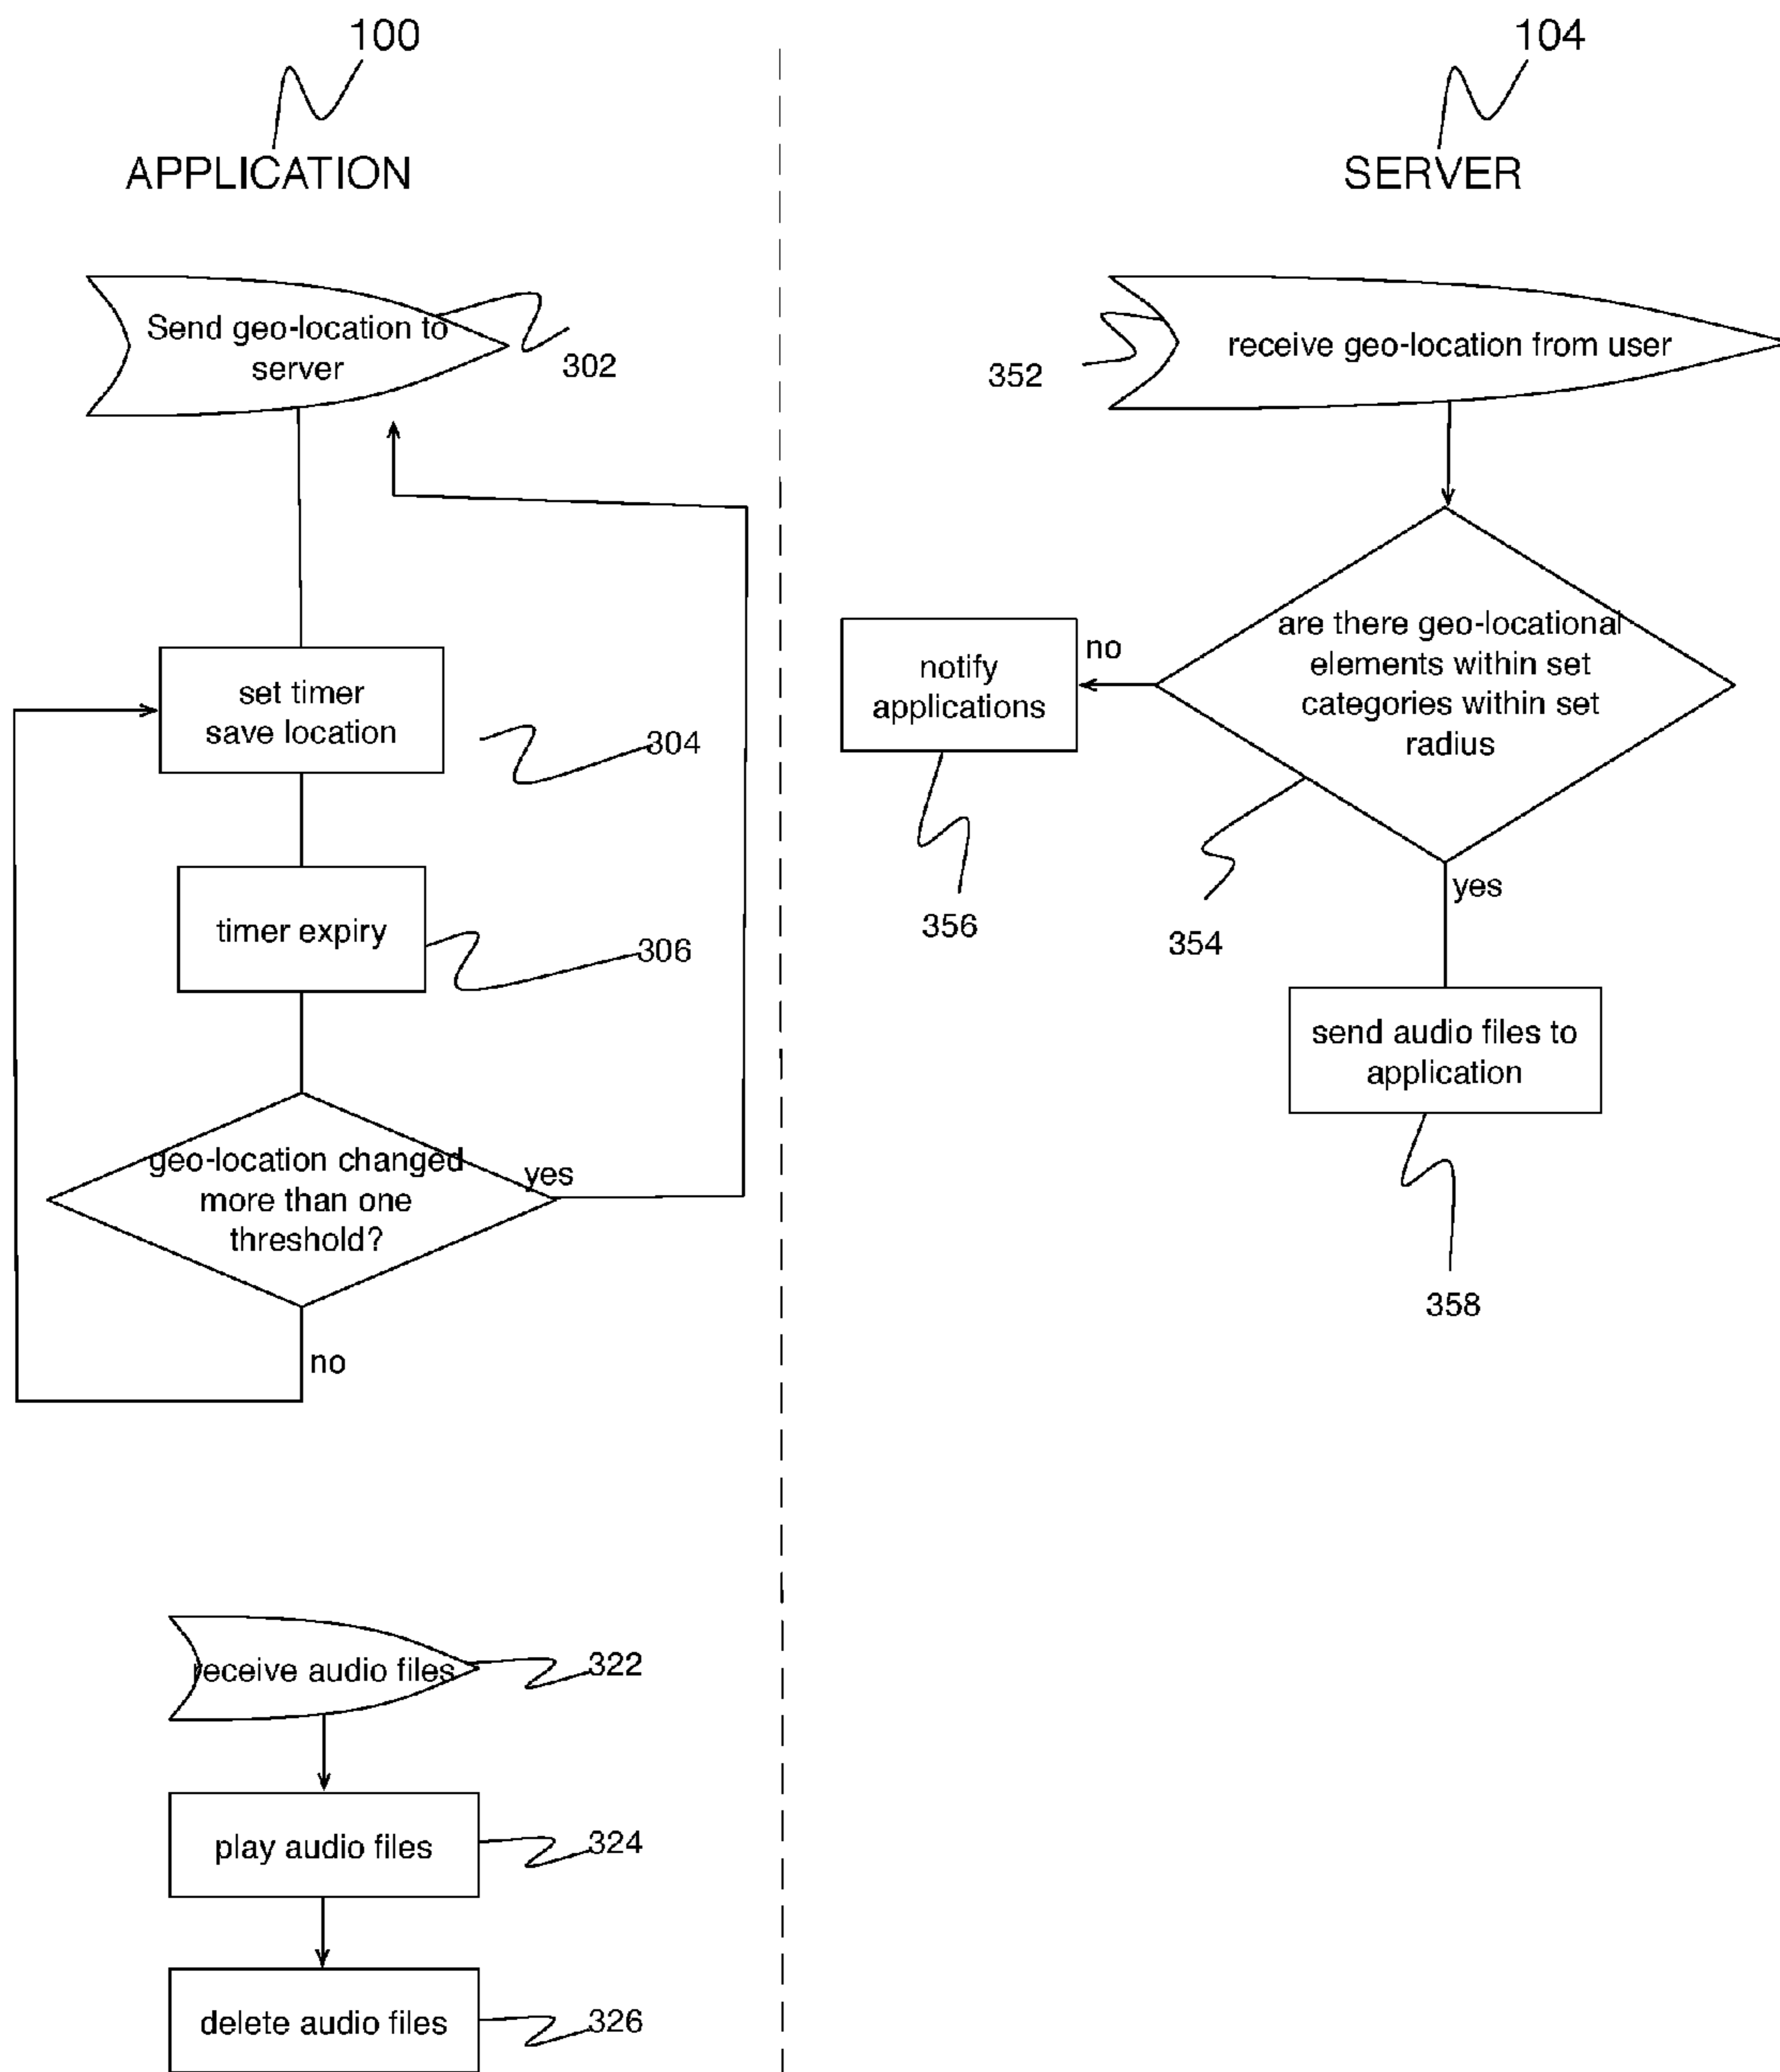 100
APPLICATION
Send geo-location to
server
302
set timer
save location
304
timer expiry
306
geo-location changed
more than one
threshold?
yes
no
receive audio files
322
play audio files
324
delete audio files
326
104
SERVER
receive geo-location from user
352
are there geo-locational
elements within set
categories within set
radius
no
notify
applications
356
354
yes
send audio files to
application
358